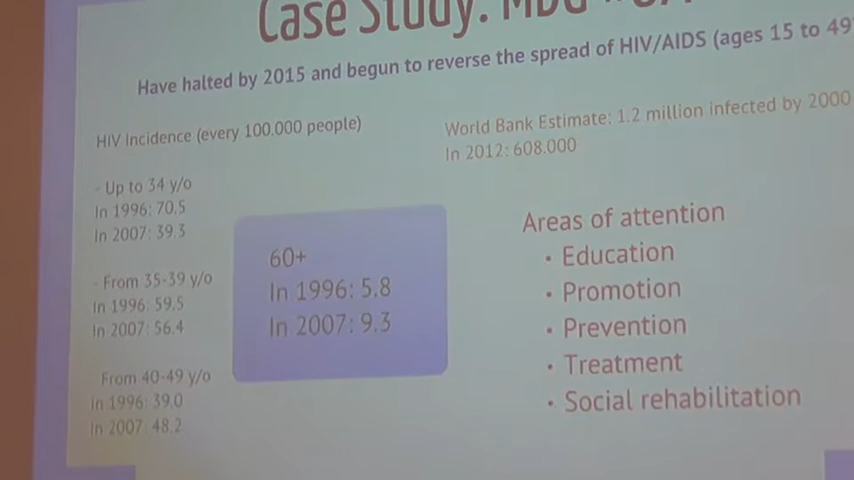 Case Study: MDG
Have halted by 2015 and begun to reverse the spread of HIV/AIDS (ages 15 to 49
HIV Incidence (every 100.000 people)
- Up to 34 y/o
In 1996: 70.5
In 2007: 39.3
- From 35-39 y/o
In 1996: 59.5
In 2007: 56.4
From 40-49 y/o
In 1996: 39.0
In 2007: 48.2
60+
In 1996: 5.8
In 2007: 9.3
World Bank Estimate: 1.2 million infected by 2000
In 2012: 608.000
Areas of attention
• Education
• Promotion
• Prevention
• Treatment
• Social rehabilitation